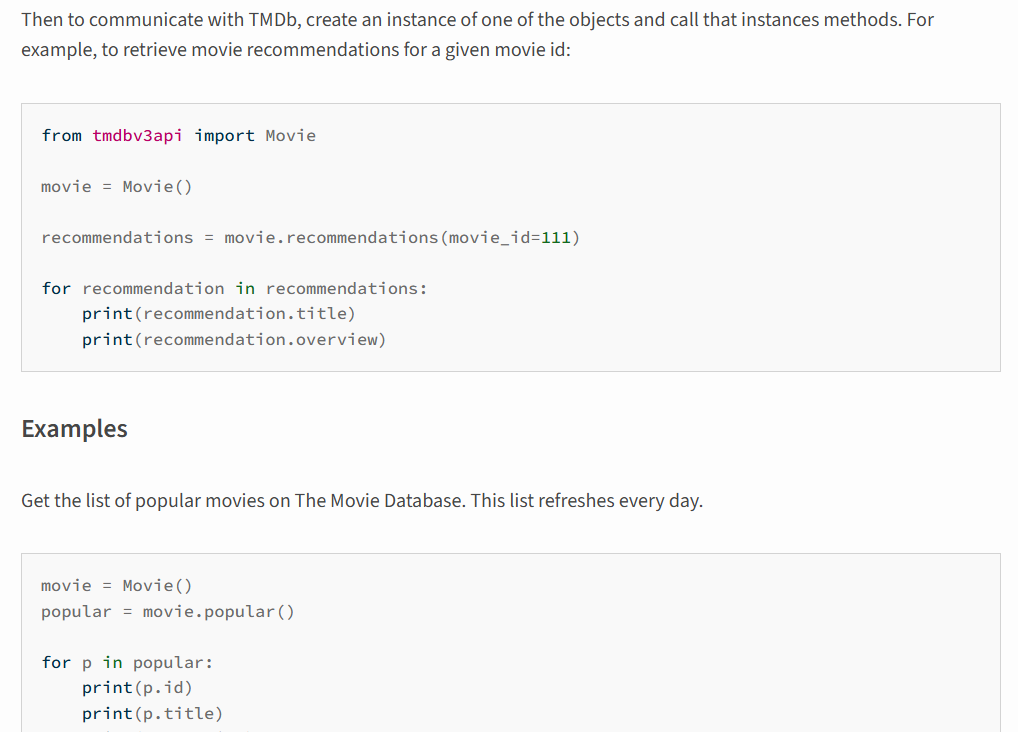 Then to communicate with TMDb, create an instance of one of the objects and call that instances methods. For
example, to retrieve movie recommendations for a given movie id:
from tmdbv3api import Movie
movie = Movie()
recommendations = movie.recommendations(movie_id=111)
for recommendation in recommendations:
    print(recommendation.title)
    print(recommendation.overview)
Examples
Get the list of popular movies on The Movie Database. This list refreshes every day.
movie = Movie()
popular = movie.popular()
for p in popular:
    print(p.id)
    print(p.title)